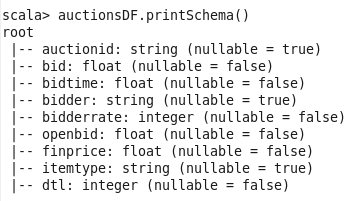 scala> auctionsDF.printSchema()
root
 |-- auctionid: string (nullable = true)
 |-- bid: float (nullable = false)
 |-- bidtime: float (nullable = false)
 |-- bidder: string (nullable = true)
 |-- bidderrate: integer (nullable = false)
 |-- openbid: float (nullable = false)
 |-- finprice: float (nullable = false)
 |-- itemtype: string (nullable = true)
 |-- dtl: integer (nullable = false)